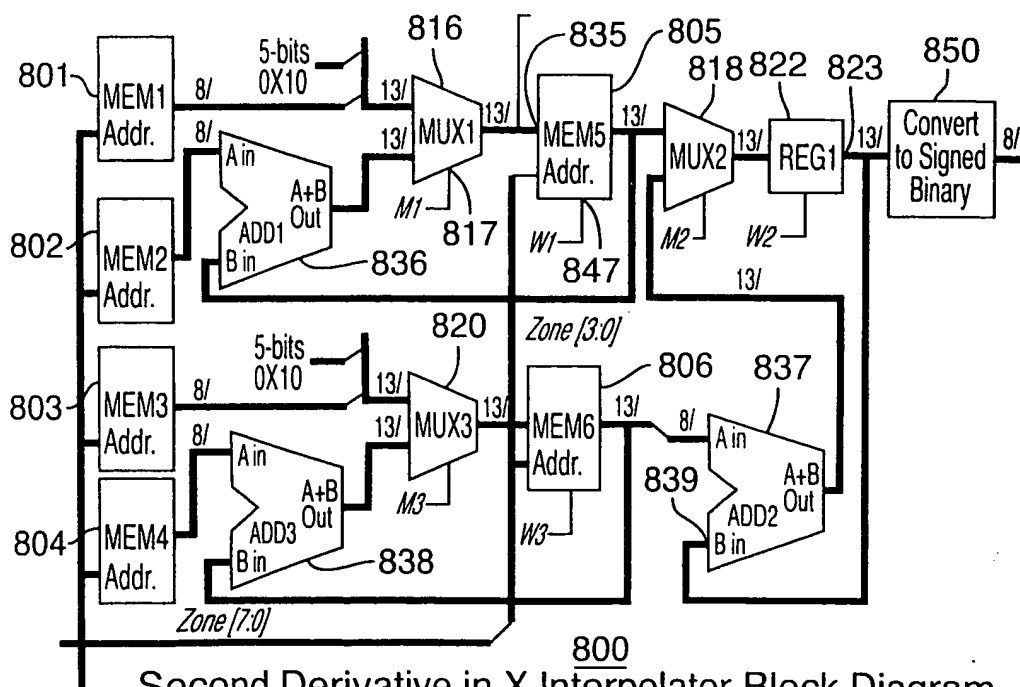 816
835
805
818
822
823
850
801
MEM1
Addr.
8/
5-bits
0X10
13/
13/
MUX1
M1
817
13/
MEM5
Addr.
W1
847
13/
MUX2
M2
13/
REG1
W2
13/
Convert
to Signed
Binary
8/
802
MEM2
Addr.
8/
A in
A+B
Out
ADD1
B in
836
13/
Zone [3:0]
803
MEM3
Addr.
8/
5-bits
0X10
820
13/
13/
MUX3
M3
13/
806
MEM6
Addr.
W3
13/
8/
837
A in
A+B
Out
ADD2
839
B in
804
MEM4
Addr.
8/
A in
A+B
Out
ADD3
B in
838
Zone [7:0]
800
Second Derivative in X Interpolator Block Diagram